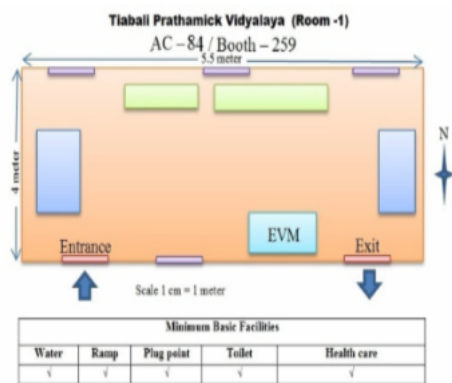 Tiabali Prathamick Vidyalaya (Room -1)
AC – 84 / Booth – 259
5.5 meter
4 meter
N
EVM
Entrance
Exit
Scale 1 cm = 1 meter
Minimum Basic Facilities
Water Ramp Plug point Toilet Health care
√ √ √ √ √